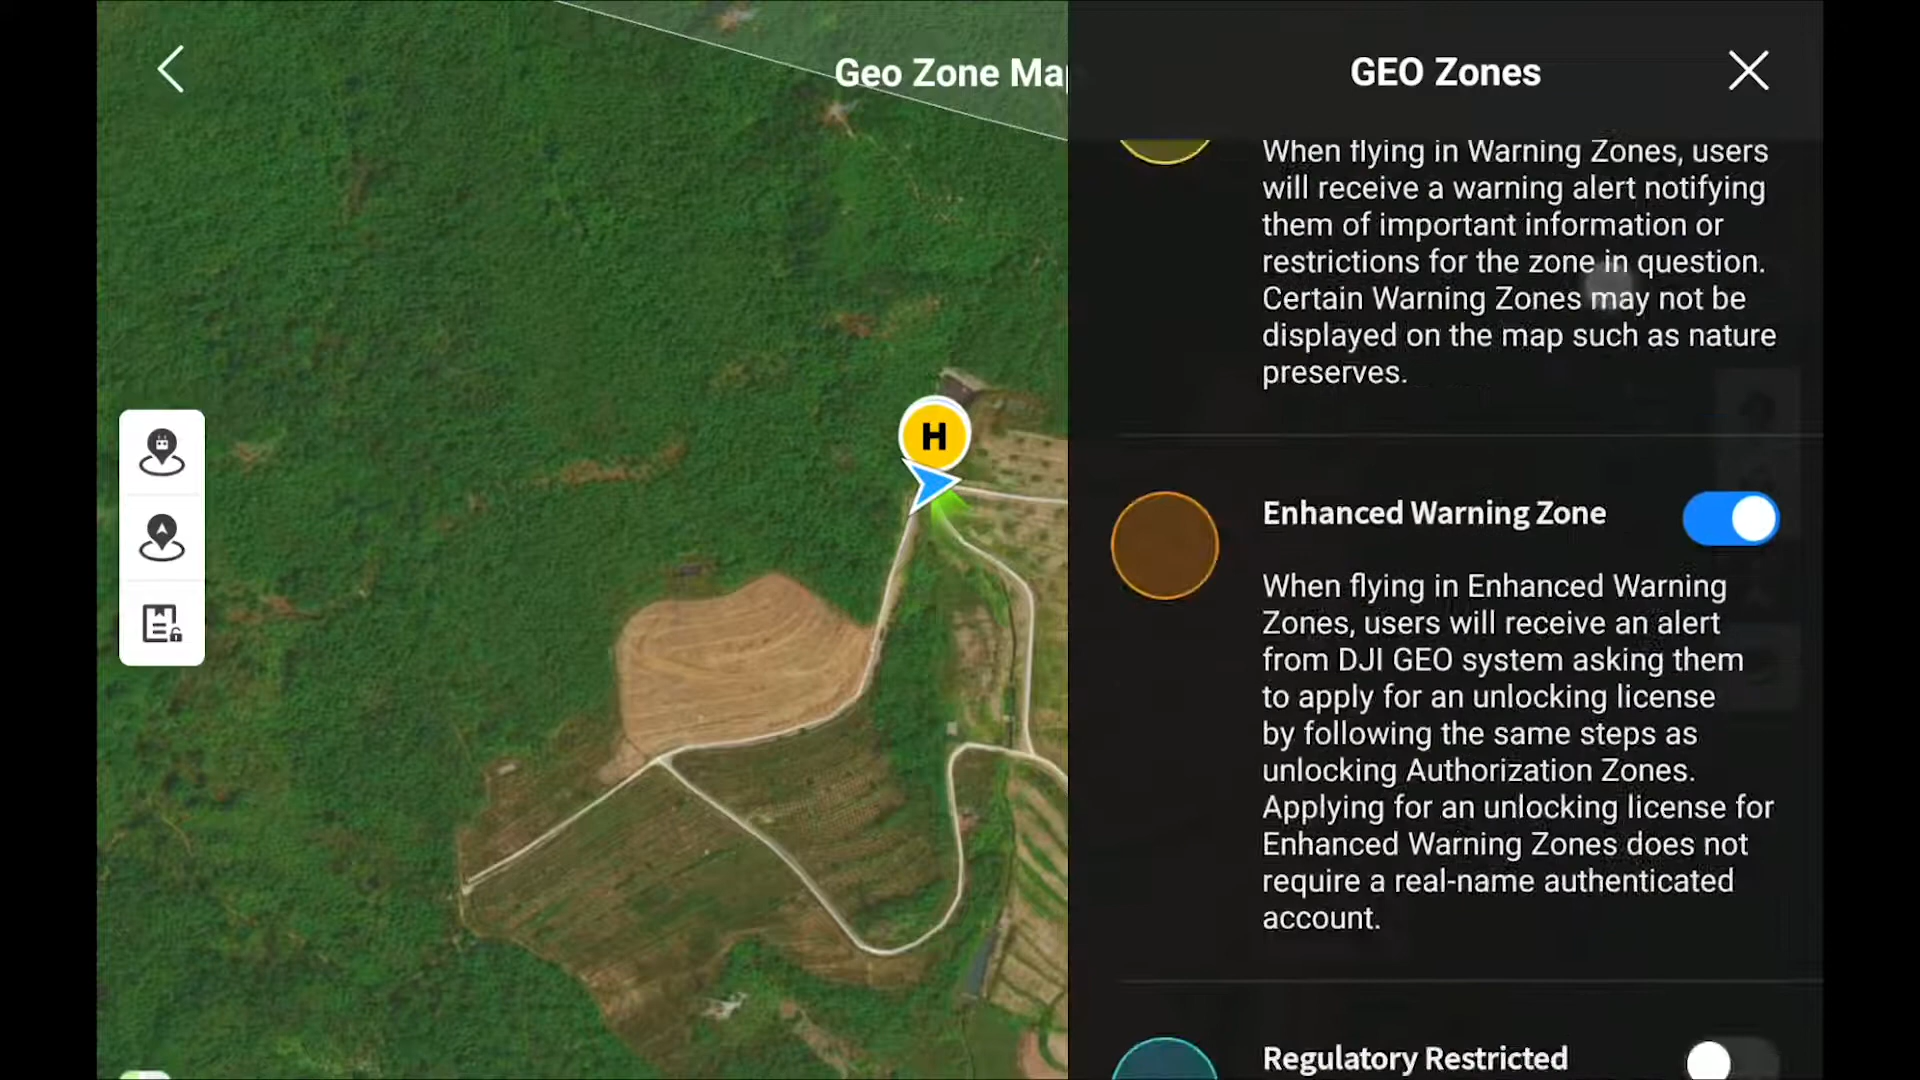 Geo Zone Map
GEO Zones
When flying in Warning Zones, users
will receive a warning alert notifying
them of important information or
restrictions for the zone in question.
Certain Warning Zones may not be
displayed on the map such as nature
preserves.
H
Enhanced Warning Zone
When flying in Enhanced Warning
Zones, users will receive an alert
from DJI GEO system asking them
to apply for an unlocking license
by following the same steps as
unlocking Authorization Zones.
Applying for an unlocking license for
Enhanced Warning Zones does not
require a real-name authenticated
account.
Regulatory Restricted